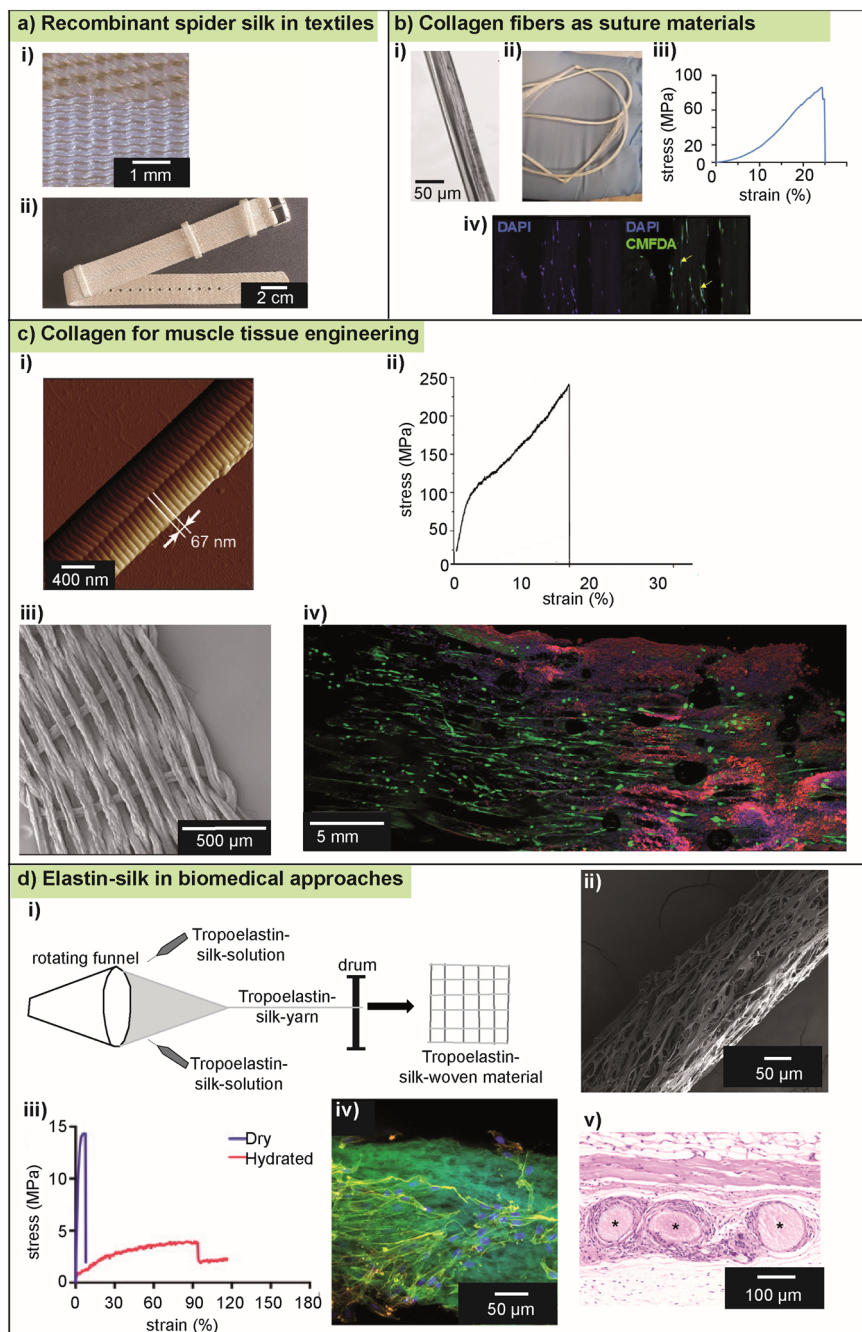 a) Recombinant spider silk in textiles
i)
1 mm
ii)
2 cm
b) Collagen fibers as suture materials
i)
50 µm
ii)
iii)
stress (MPa)
100
80
60
40
20
0
0
10
20
strain (%)
iv)
DAPI
DAPI
CMFDA
c) Collagen for muscle tissue engineering
i)
67 nm
400 nm
ii)
stress (MPa)
250
200
150
100
50
0
0
10
20
30
strain (%)
iii)
500 µm
iv)
5 mm
d) Elastin-silk in biomedical approaches
i)
rotating funnel
Tropoelastin-
silk-solution
Tropoelastin-
silk-yarn
drum
Tropoelastin-
silk-solution
Tropoelastin-
silk-woven material
ii)
50 µm
iii)
stress (MPa)
15
10
5
0
Dry
Hydrated
0
30
60
90
120
180
strain (%)
iv)
50 µm
v)
*
*
*
100 µm